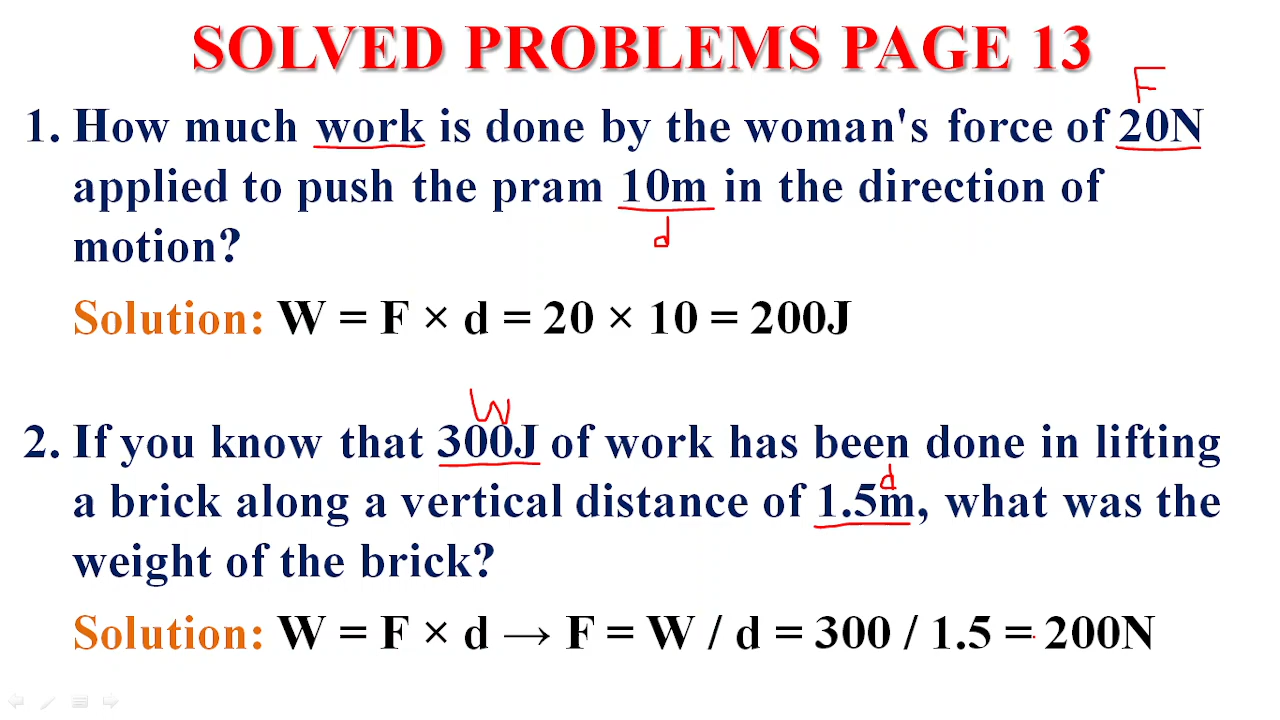 SOLVED PROBLEMS PAGE 13
F
1. How much work is done by the woman's force of 20N
applied to push the pram 10m in the direction of
d
motion?
Solution: W = F × d = 20 × 10 = 200J
W
2. If you know that 300J of work has been done in lifting
d
a brick along a vertical distance of 1.5m, what was the
weight of the brick?
Solution: W = F × d → F = W / d = 300 / 1.5 = 200N